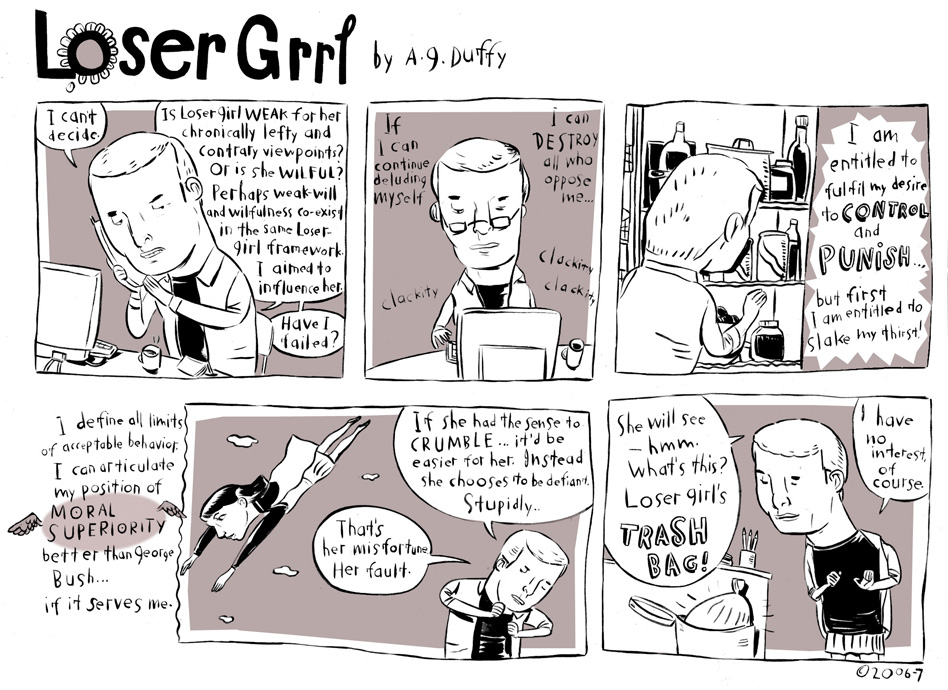 Loser Grrl by A.g. Duffy
I can't
decide.
Is Loser girl WEAK for her
chronically lefty and
contrary viewpoints?
Or is she WILFUL?
Perhaps weak-will
and wilfulness co-exist
in the same Loser-
girl framework.
I aimed to
influence her.
Have I
failed?
If
I can
continue
deluding
myself
I can
DESTROY
all who
oppose
me...
clackity
clackity
clackity
I am
entitled to
fulfil my desire
to CONTROL
and
PUNISH...
but first
I am entitled to
slake my thirst!
I define all limits
of acceptable behavior.
I can articulate
my position of
MORAL
SUPERIORITY
better than george
Bush...
if it serves me.
If she had the sense to
CRUMBLE... it'd be
easier for her. Instead
she chooses to be defiant.
Stupidly..
That's
her misfortune.
Her fault.
She will see
– hmm.
What's this?
Loser girl's
TRASH
BAG!
I have
no
interest,
of
course.
©2006-7